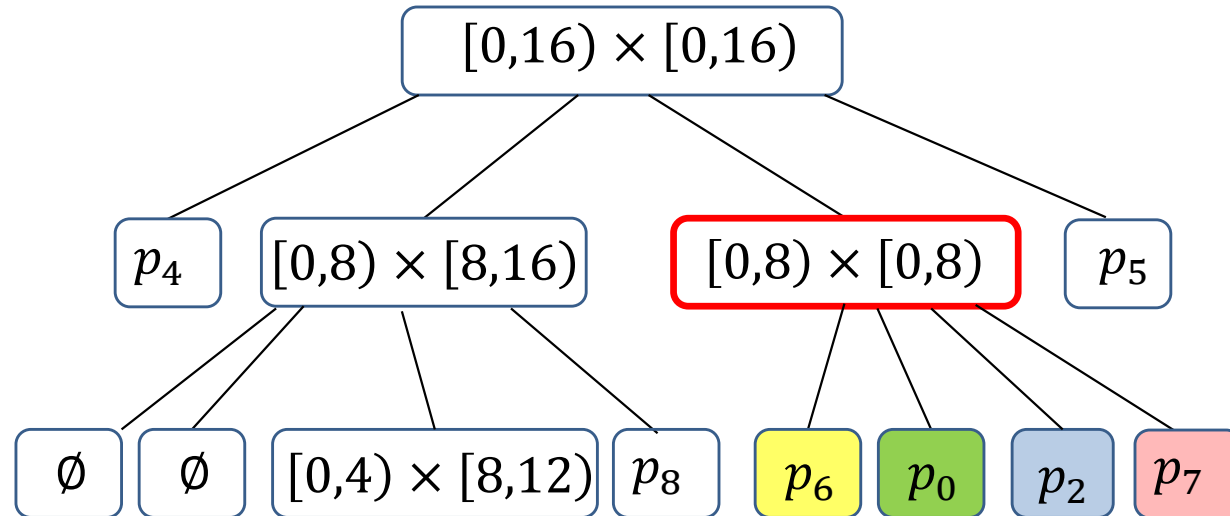 [0,16) × [0,16)
p₄ [0,8) × [8,16) [0,8) × [0,8) p₅
∅ ∅ [0,4) × [8,12) p₈ p₆ p₀ p₂ p₇